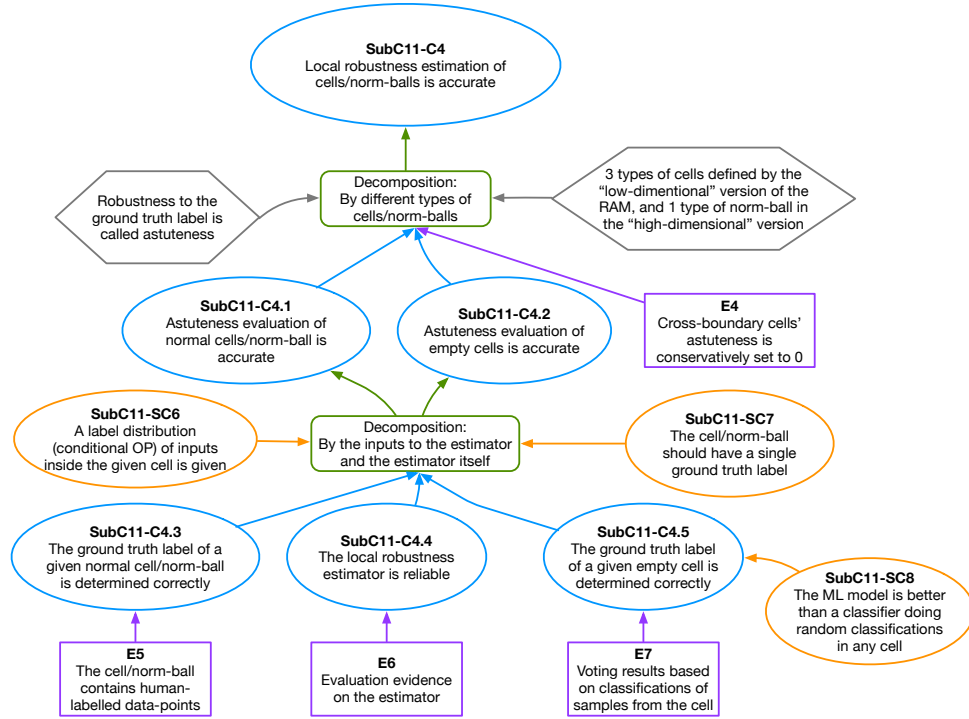 SubC11-C4
Local robustness estimation of
cells/norm-balls is accurate
Decomposition:
By different types of
cells/norm-balls
Robustness to the
ground truth label is
called astuteness
3 types of cells defined by the
“low-dimentional” version of the
RAM, and 1 type of norm-ball in
the “high-dimensional” version
SubC11-C4.1
Astuteness evaluation of
normal cells/norm-ball is
accurate
SubC11-C4.2
Astuteness evaluation of
empty cells is accurate
E4
Cross-boundary cells’
astuteness is
conservatively set to 0
SubC11-SC6
A label distribution
(conditional OP) of inputs
inside the given cell is given
Decomposition:
By the inputs to the estimator
and the estimator itself
SubC11-SC7
The cell/norm-ball
should have a single
ground truth label
SubC11-C4.3
The ground truth label of a
given normal cell/norm-ball
is determined correctly
SubC11-C4.4
The local robustness
estimator is reliable
SubC11-C4.5
The ground truth label
of a given empty cell is
determined correctly
SubC11-SC8
The ML model is better
than a classifier doing
random classifications
in any cell
E5
The cell/norm-ball
contains human-
labelled data-points
E6
Evaluation evidence
on the estimator
E7
Voting results based
on classifications of
samples from the cell